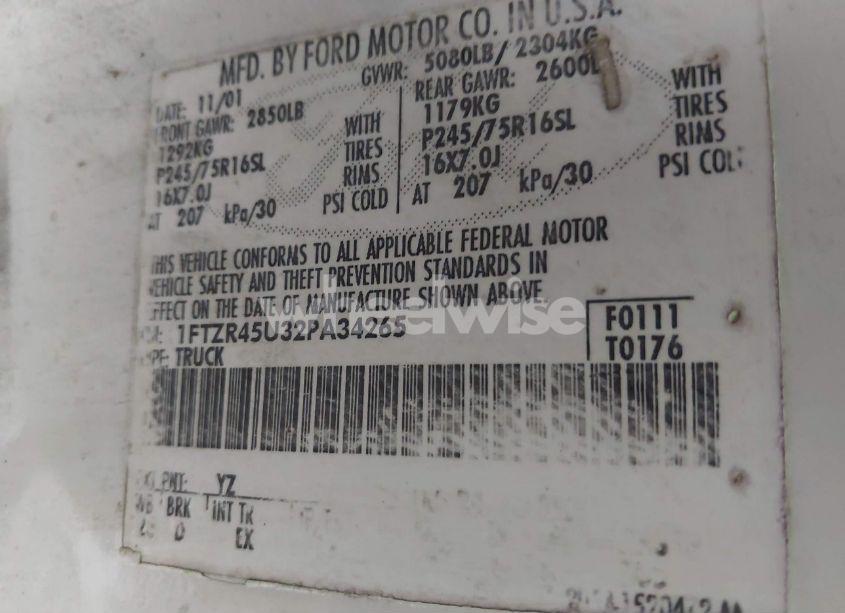 MFD. BY FORD MOTOR CO. IN U.S.A.
DATE: 11/01 GVWR: 5080LB/ 2304KG
FRONT GAWR: 2850LB REAR GAWR: 2600L
1292KG WITH 1179KG WITH
P245/75R16SL TIRES P245/75R16SL TIRES
16X7.0J RIMS 16X7.0J RIMS
AT 207 kPa/30 PSI COLD AT 207 kPa/30 PSI COL
THIS VEHICLE CONFORMS TO ALL APPLICABLE FEDERAL MOTOR
VEHICLE SAFETY AND THEFT PREVENTION STANDARDS IN
EFFECT ON THE DATE OF MANUFACTURE SHOWN ABOVE.
wheelwise
1FTZR45U32PA34265 F0111
TYPE: TRUCK T0176
PNT: YZ
WB BRK INT TR
D EX